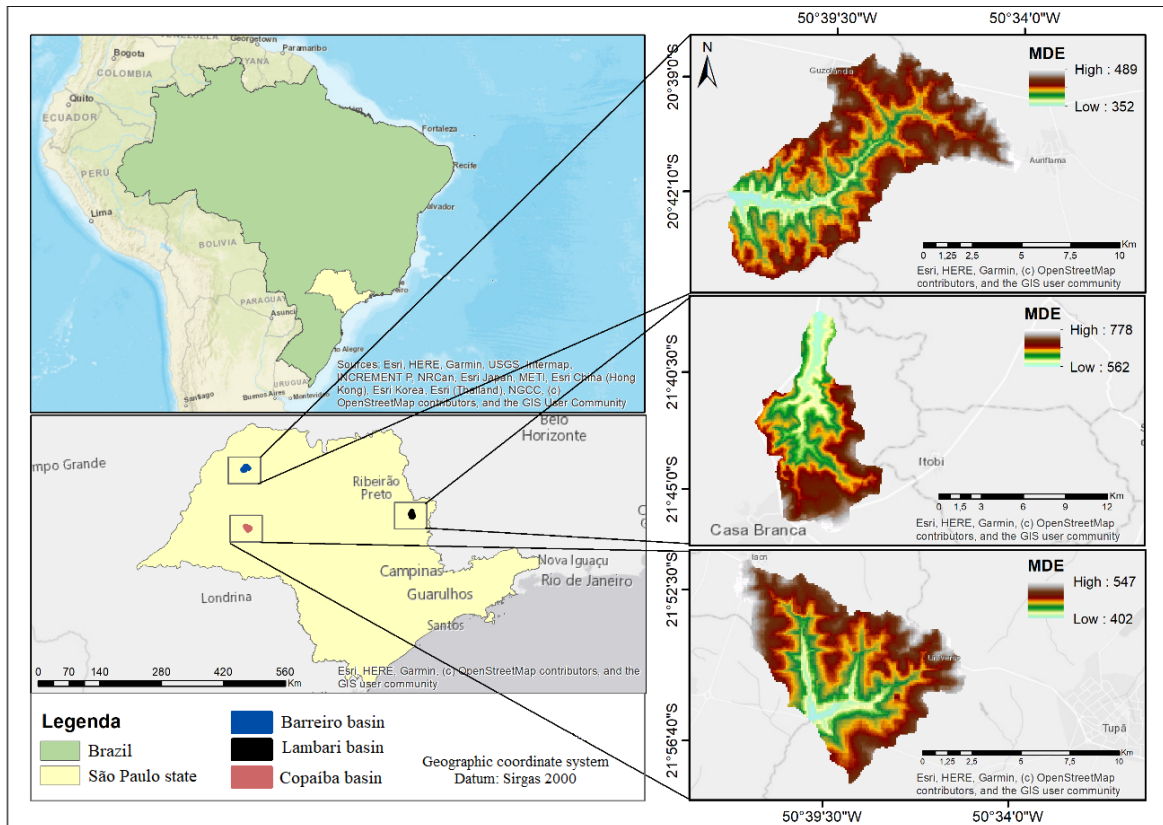 50°39'30"W
50°34'0"W
Georgetown
Paramaribo
Bogota
COLOMBIA
Quito
ECUADOR
Fortaleza
Recife
PERU
Lima
BOLIVIA
PARAGUAY
Asunci
to Alegre
URUGUAY
Santiago
Buenos Aires
Montevideo
Sources: Esri, HERE, Garmin, USGS, Intermap,
INCREMENT P, NRCan, Esri Japan, METI, Esri China (Hong
Kong), Esri Korea, Esri (Thailand), NGCC, (c)
OpenStreetMap contributors, and the GIS User Community
20°39'0"S
20°42'10"S
N
Guzolândia
Auriflama
MDE
High : 489
Low : 352
0 1,25 2,5 5 7,5 10
Km
Esri, HERE, Garmin, (c) OpenStreetMap
contributors, and the GIS user community
21°40'30"S
21°45'0"S
MDE
High : 778
Low : 562
Itobi
Casa Branca
0 1,5 3 6 9 12
Km
Esri, HERE, Garmin, (c) OpenStreetMap
contributors, and the GIS user community
Belo
Horizonte
mpo Grande
Ribeirão
Preto
Campinas
Guarulhos
Nova Iguaçu
Rio de Janeiro
Londrina
Santos
0 70 140 280 420 560
Km
Esri, HERE, Garmin, (c) OpenStreetMap contributors, and the
GIS user community
21°52'30"S
21°56'40"S
MDE
High : 547
Low : 402
Tupã
0 1,25 2,5 5 7,5 10
Km
Esri, HERE, Garmin, (c) OpenStreetMap
contributors, and the GIS user community
50°39'30"W
50°34'0"W
Legenda
Brazil
São Paulo state
Barreiro basin
Lambari basin
Copaíba basin
Geographic coordinate system
Datum: Sirgas 2000